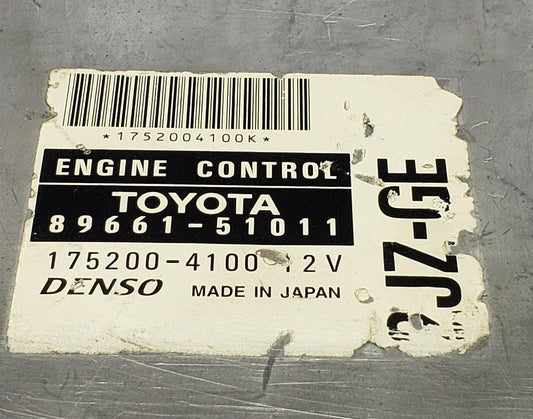 *1752004100K*
ENGINE CONTROL
TOYOTA
89661-51011
175200-4100 12V
DENSO MADE IN JAPAN
JZ-GE